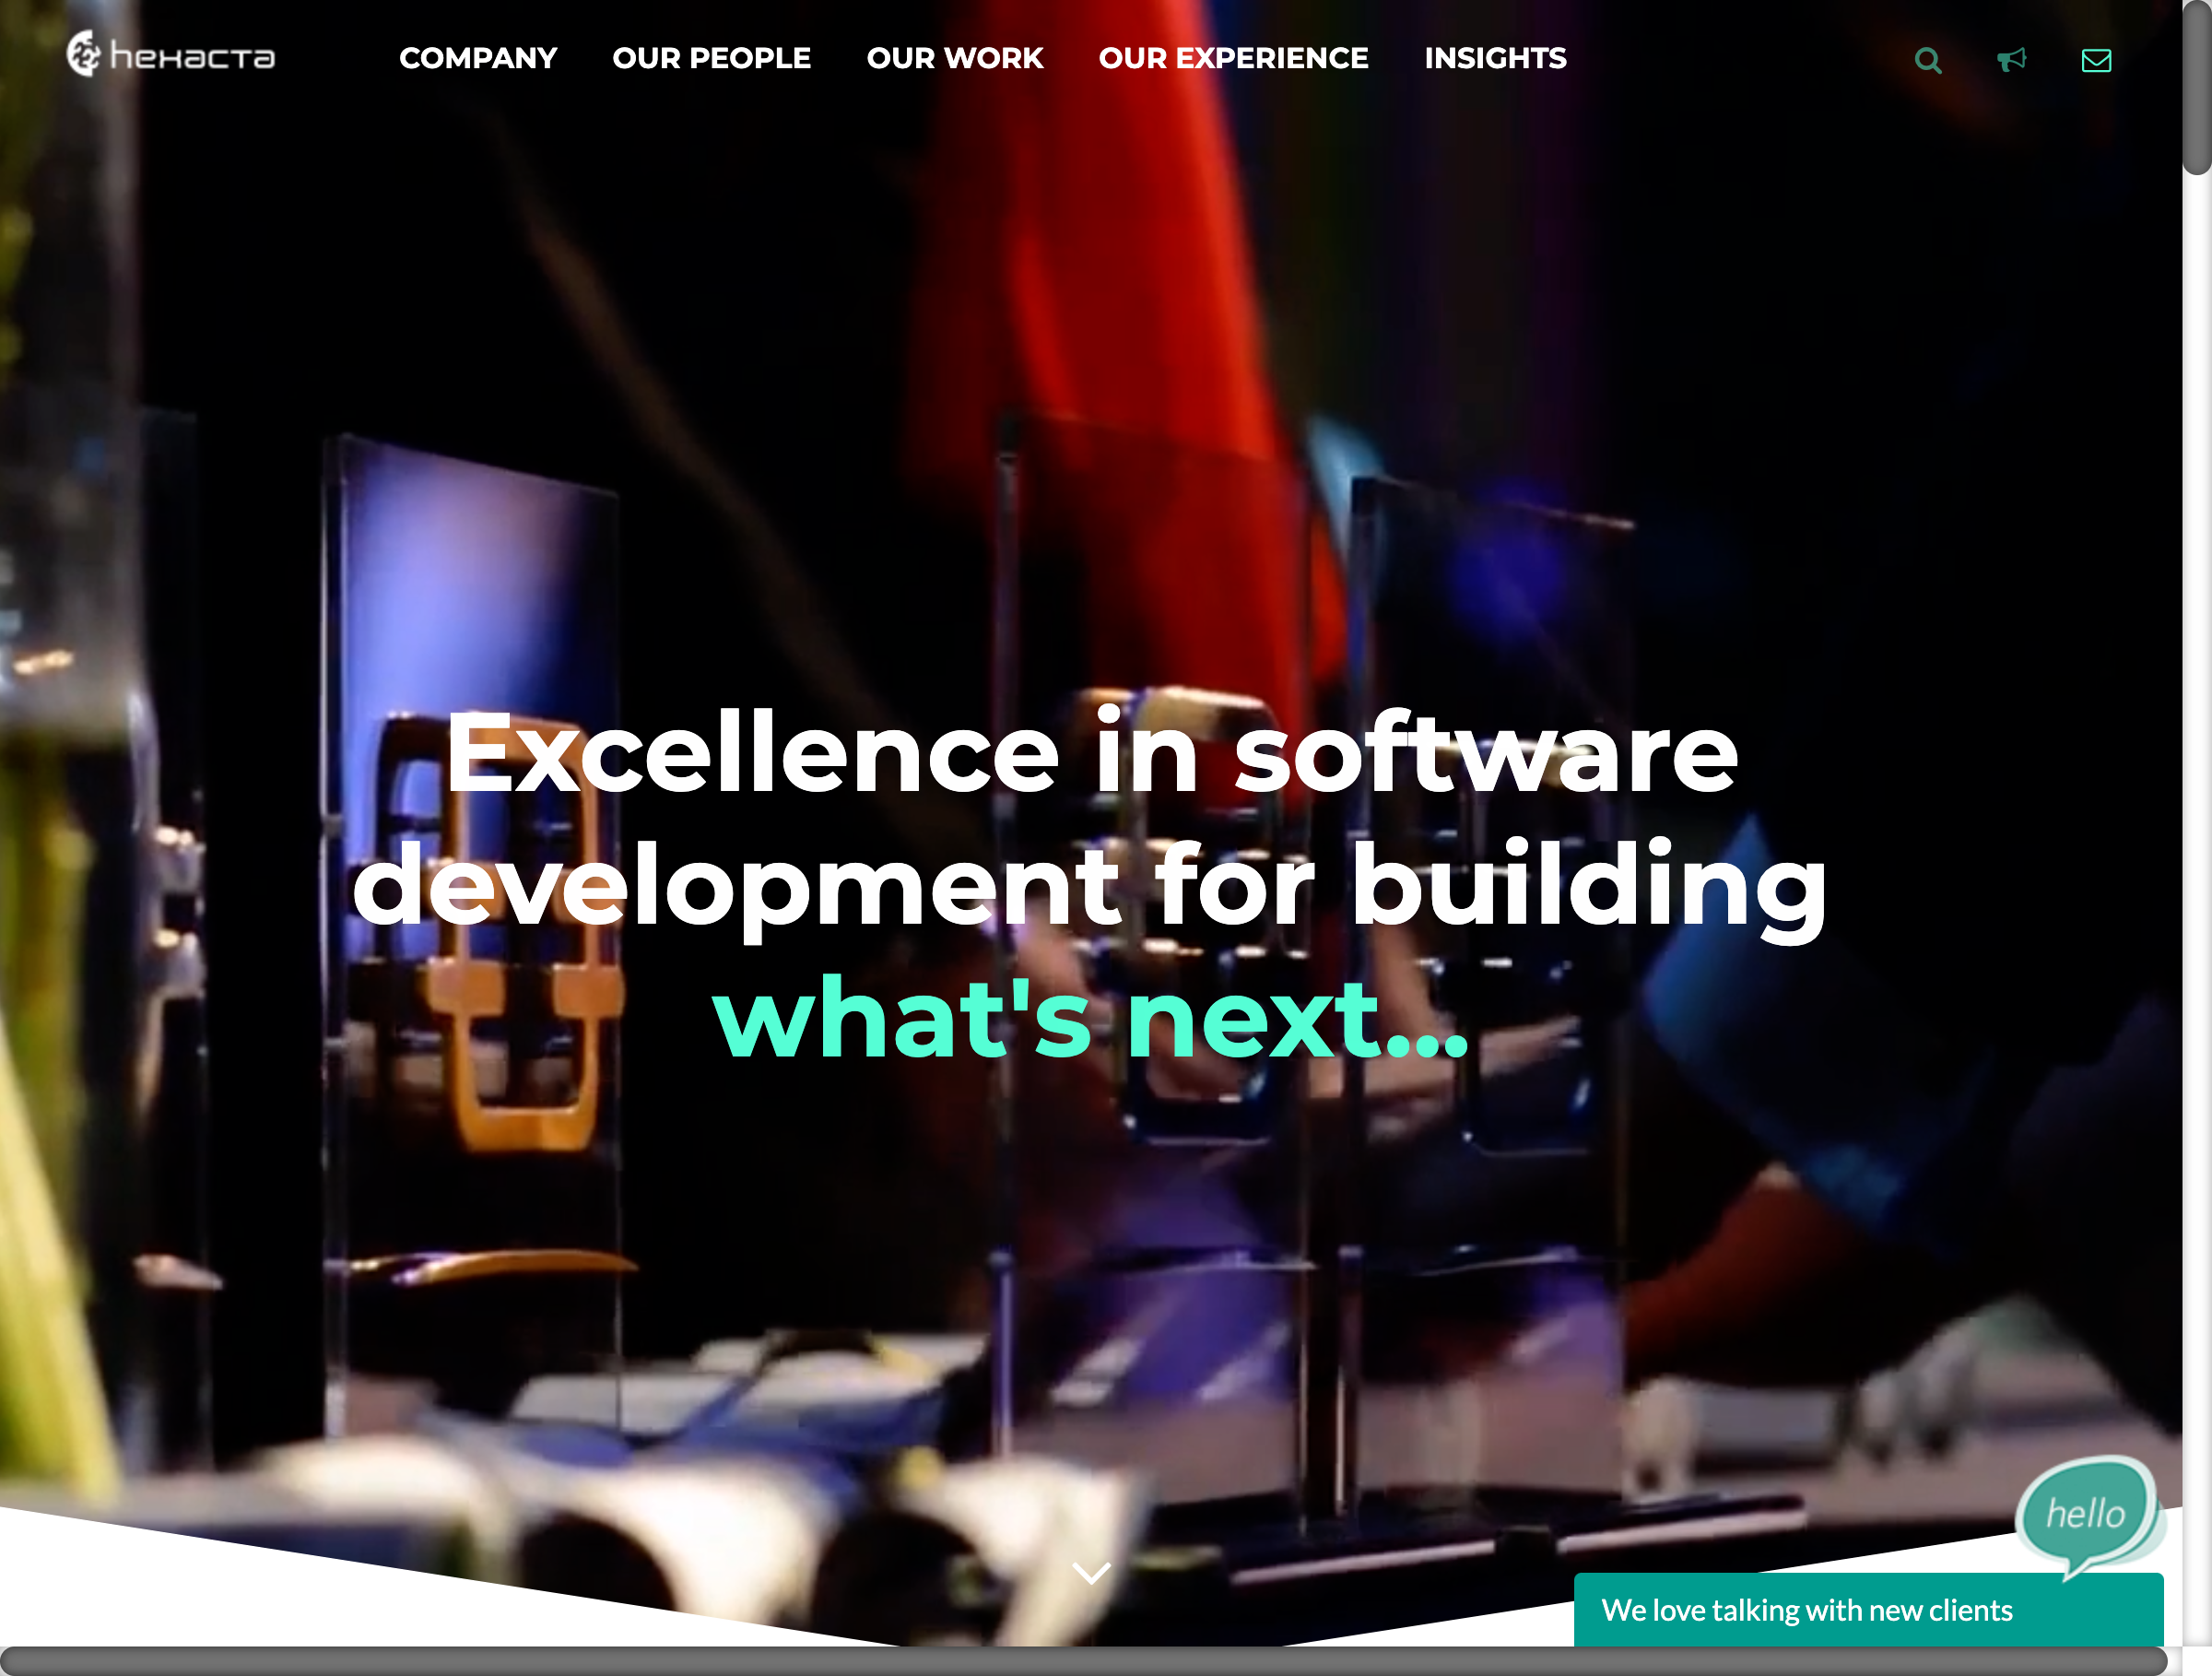 hexacta
COMPANY
OUR PEOPLE
OUR WORK
OUR EXPERIENCE
INSIGHTS
Excellence in software
development for building
what's next...
hello
We love talking with new clients